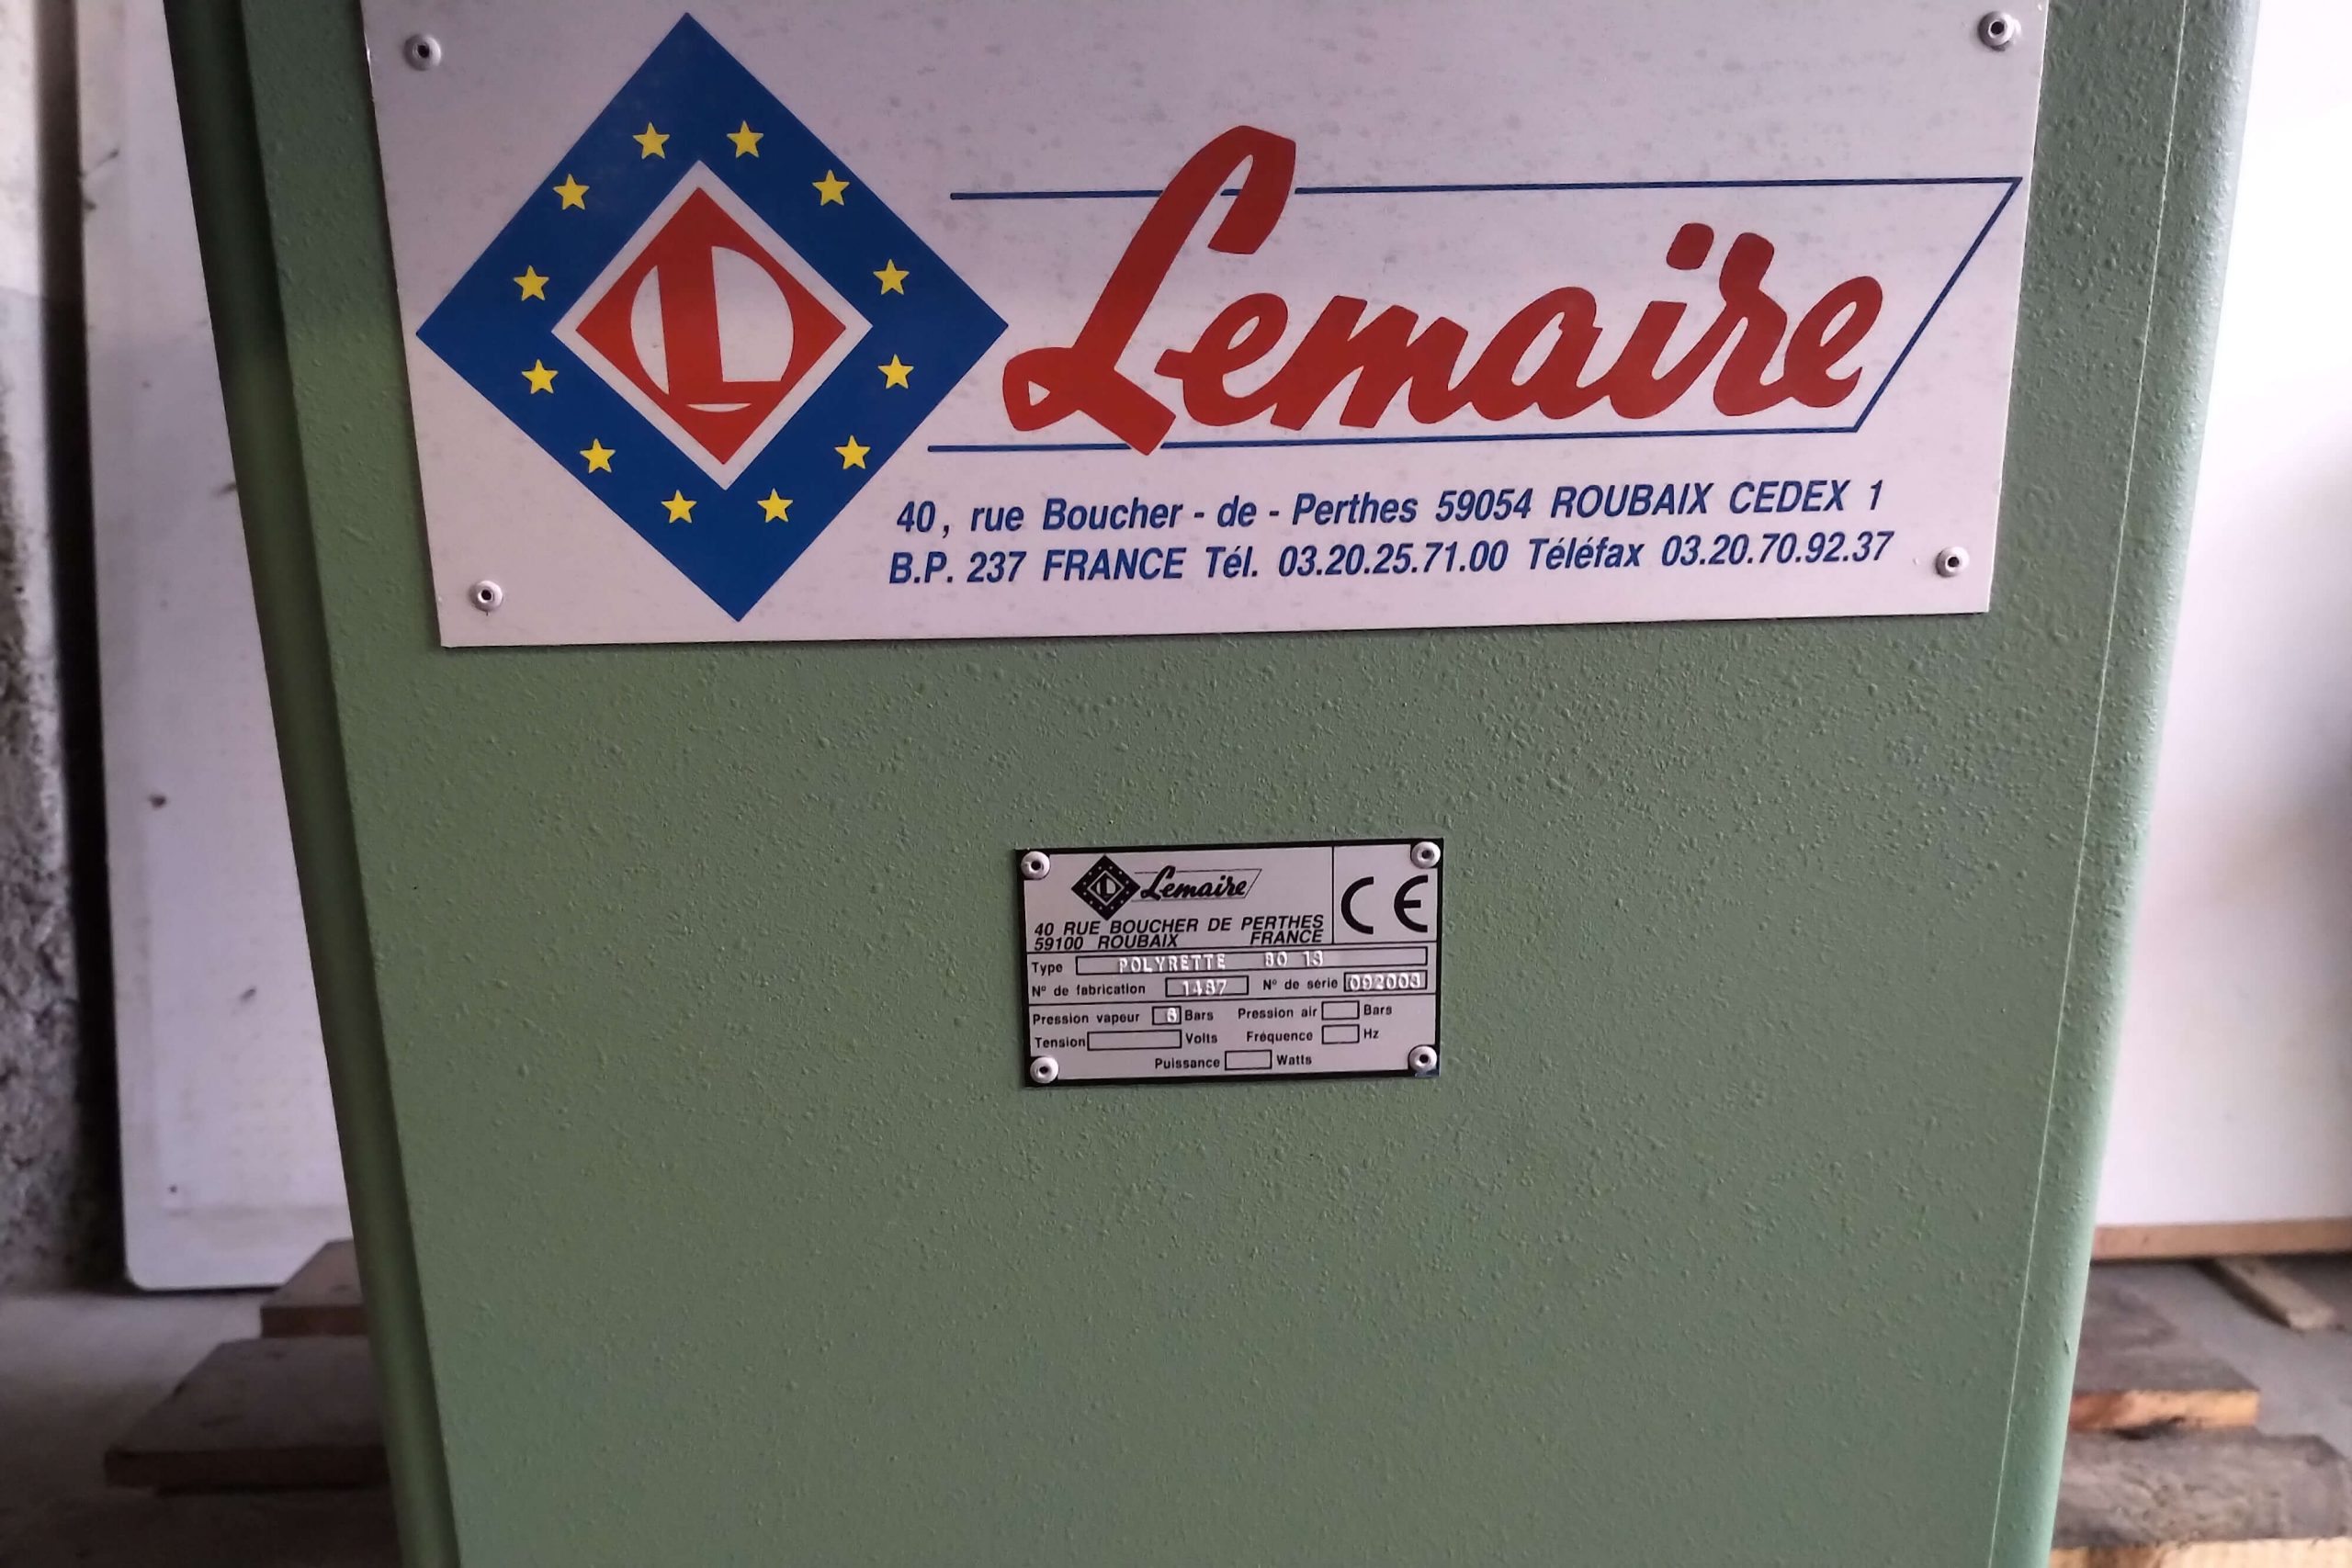 Lemaire
40, rue Boucher - de - Perthes 59054 ROUBAIX CEDEX 1
B.P. 237 FRANCE Tél. 03.20.25.71.00 Téléfax 03.20.70.92.37
L Lemaire
CE
40 RUE BOUCHER DE PERTHES
59100 ROUBAIX FRANCE
Type POLYRETTE 80 13
N° de fabrication 1487 N° de série 092003
Pression vapeur 6 Bars Pression air Bars
Tension Volts Fréquence Hz
Puissance Watts